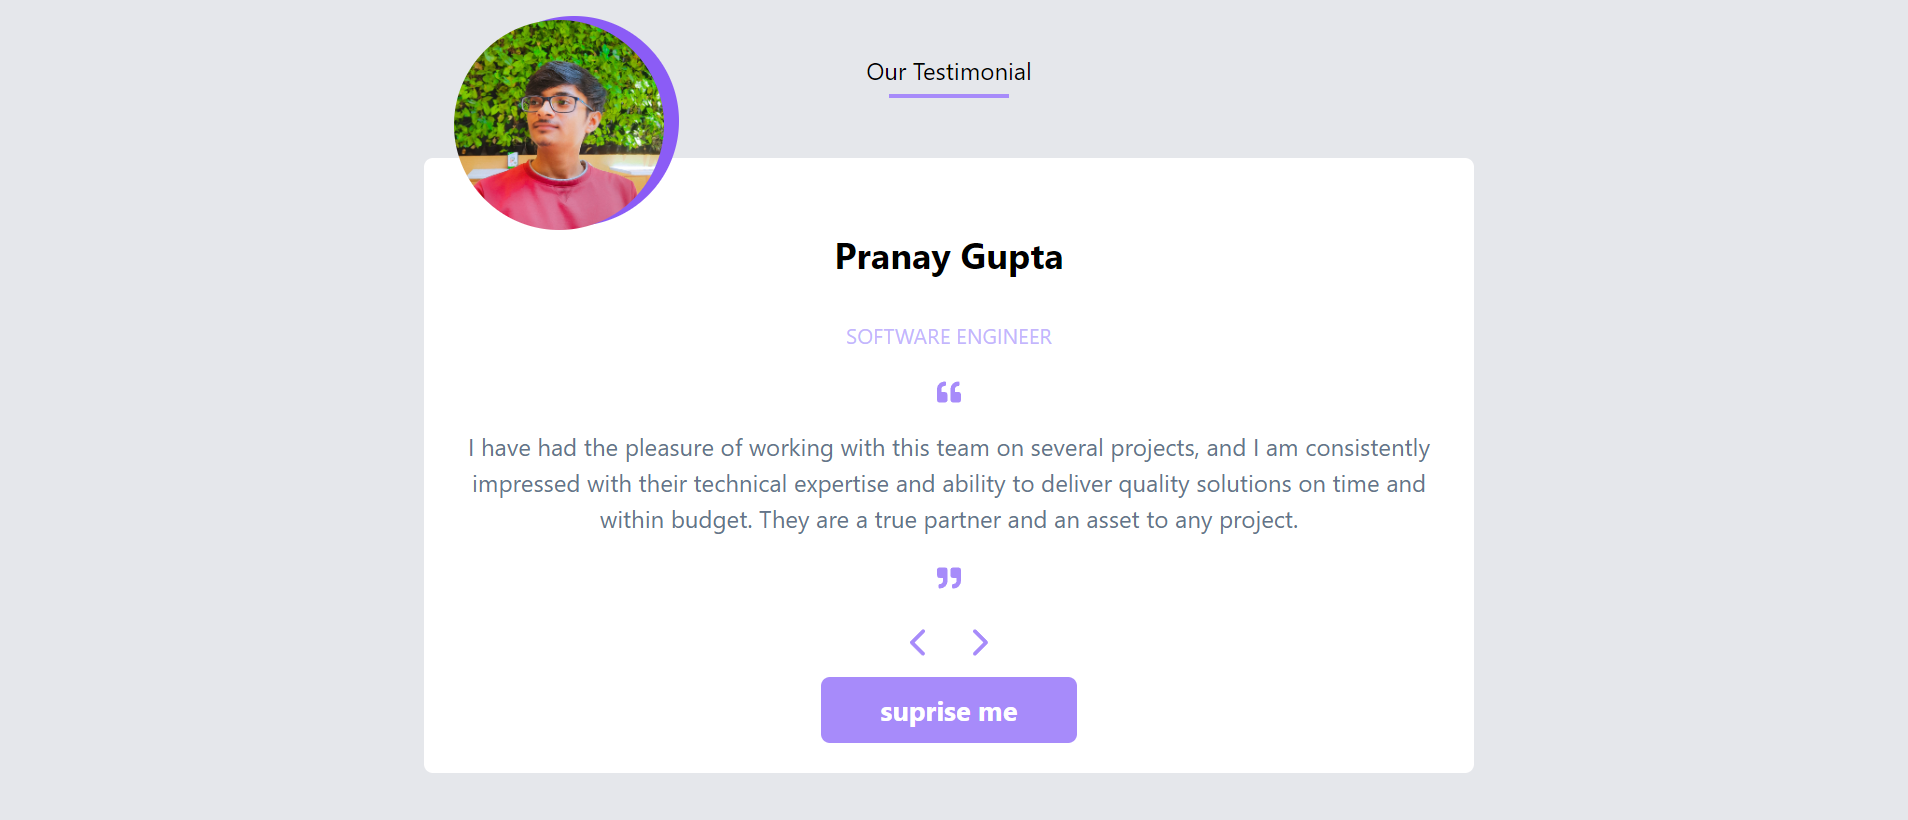 Our Testimonial
Pranay Gupta
SOFTWARE ENGINEER
“
I have had the pleasure of working with this team on several projects, and I am consistently
impressed with their technical expertise and ability to deliver quality solutions on time and
within budget. They are a true partner and an asset to any project.
”
suprise me